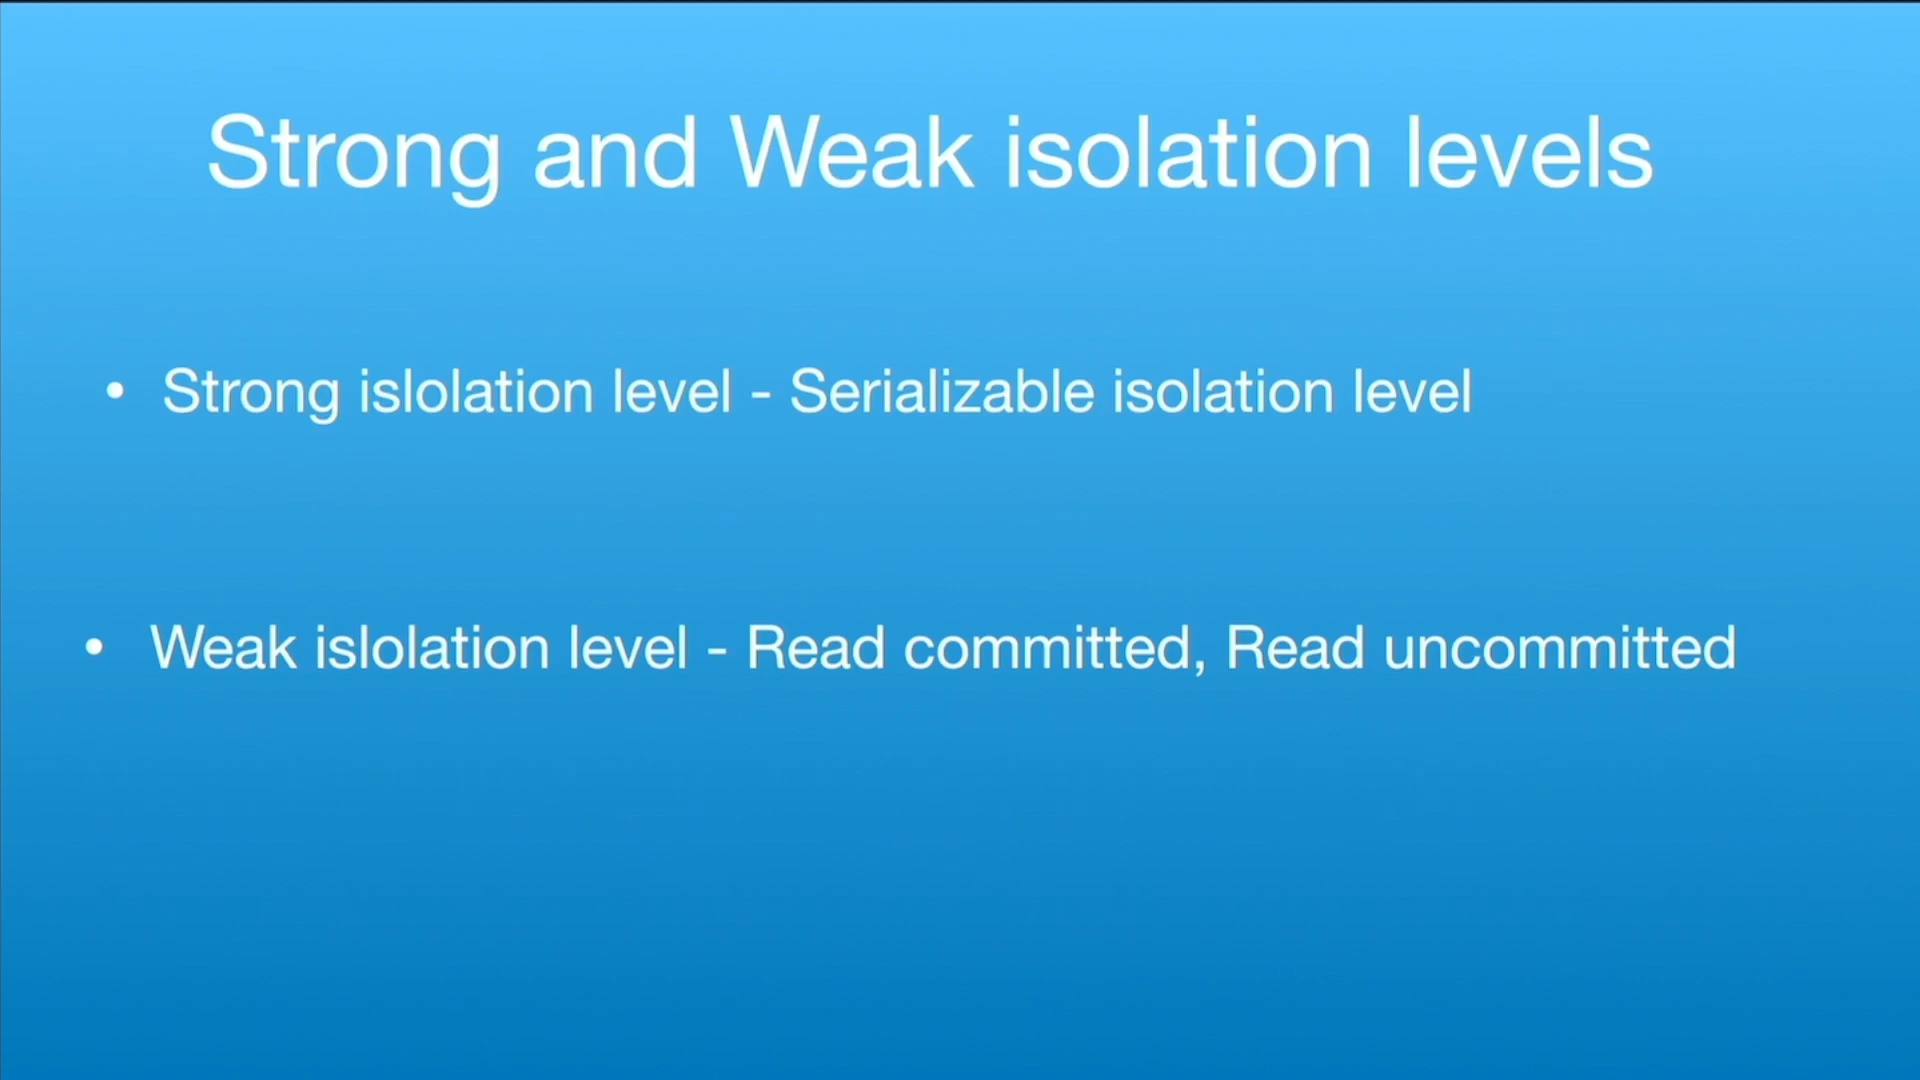 Strong and Weak isolation levels
• Strong islolation level - Serializable isolation level
• Weak islolation level - Read committed, Read uncommitted